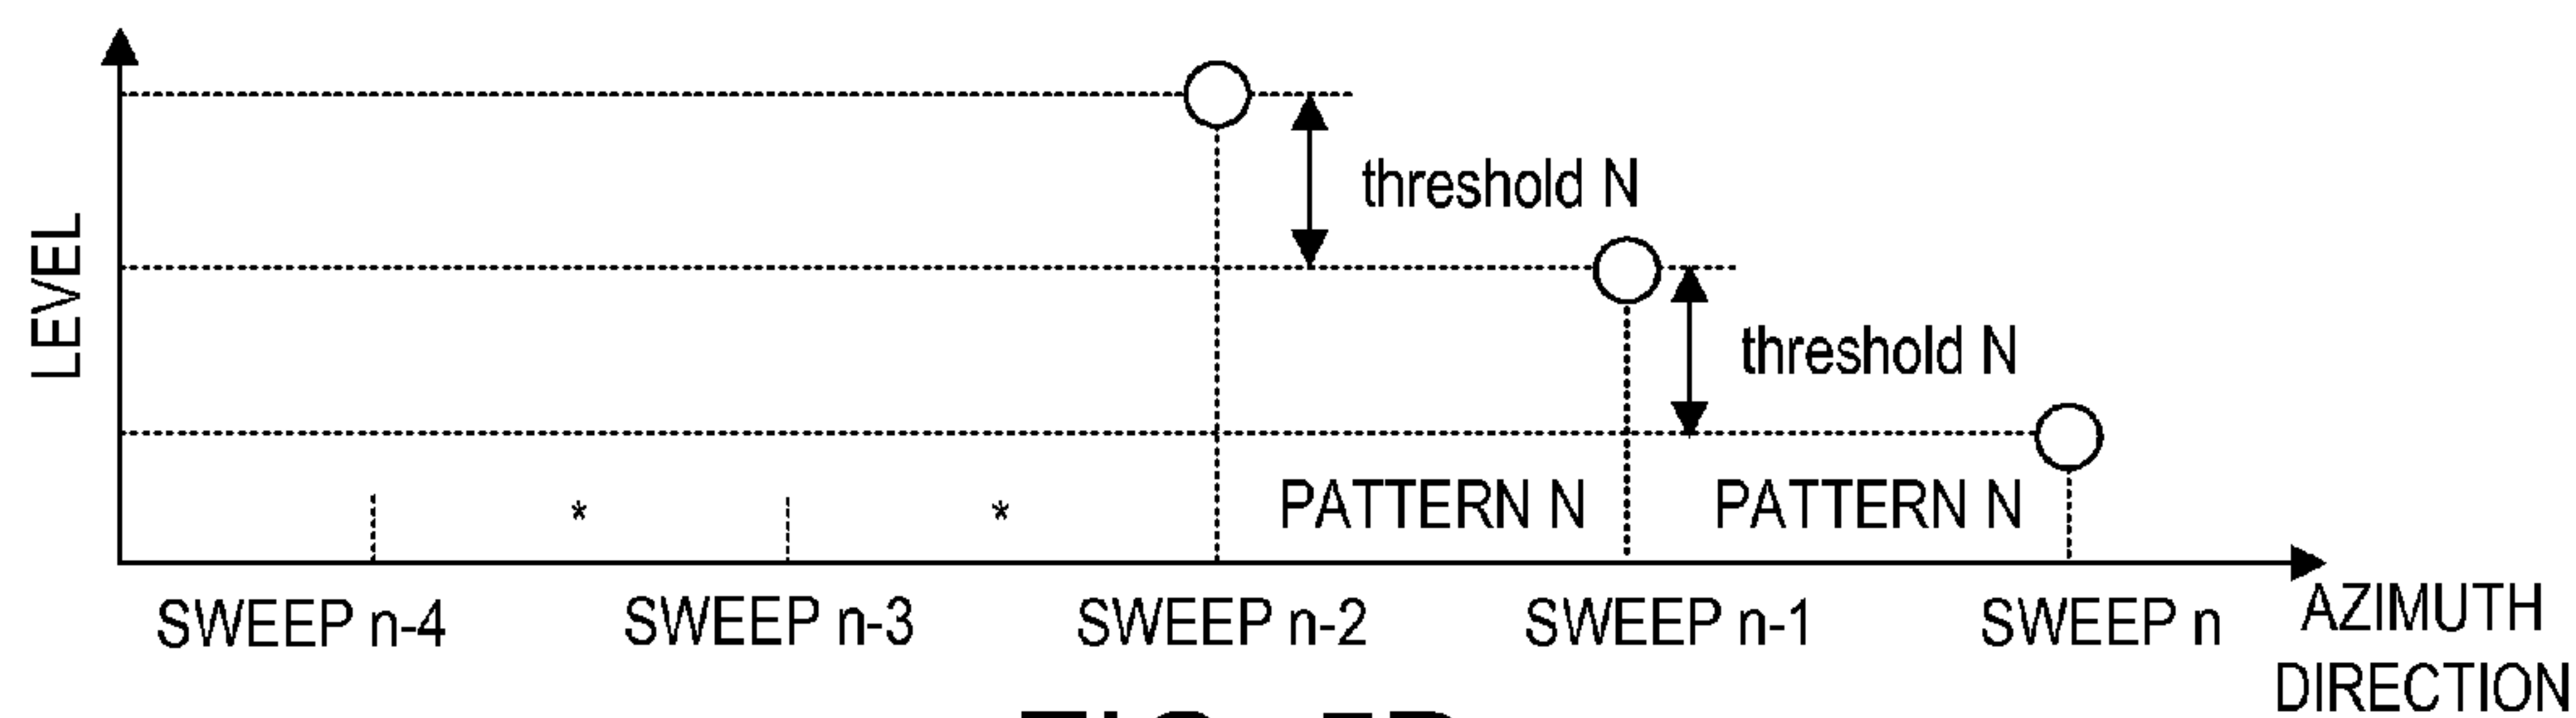 LEVEL
threshold N
threshold N
* * PATTERN N PATTERN N
SWEEP n-4 SWEEP n-3 SWEEP n-2 SWEEP n-1 SWEEP n AZIMUTH
DIRECTION